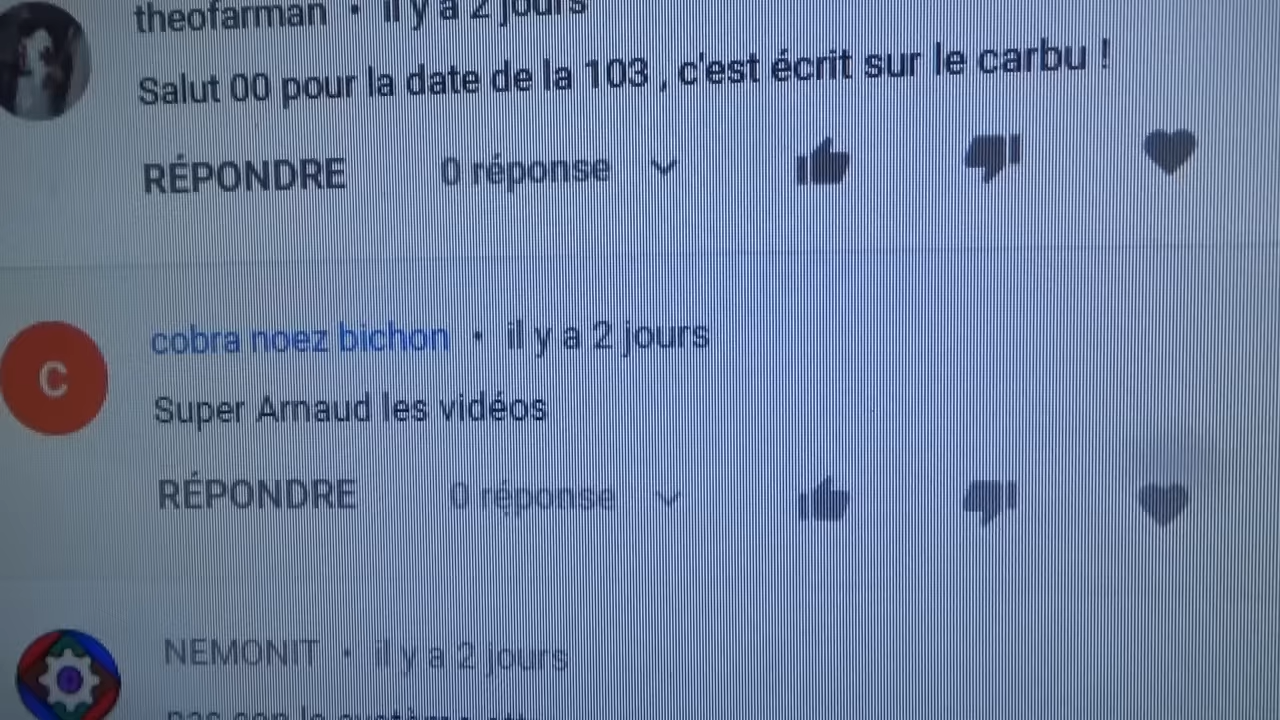 theofarman • il y a 2 jours
Salut 00 pour la date de la 103 , c'est écrit sur le carbu !
RÉPONDRE 0 réponse
C
cobra noez bichon • il y a 2 jours
Super Arnaud les vidéos
RÉPONDRE 0 réponse
NEMONIT • il y a 2 jours